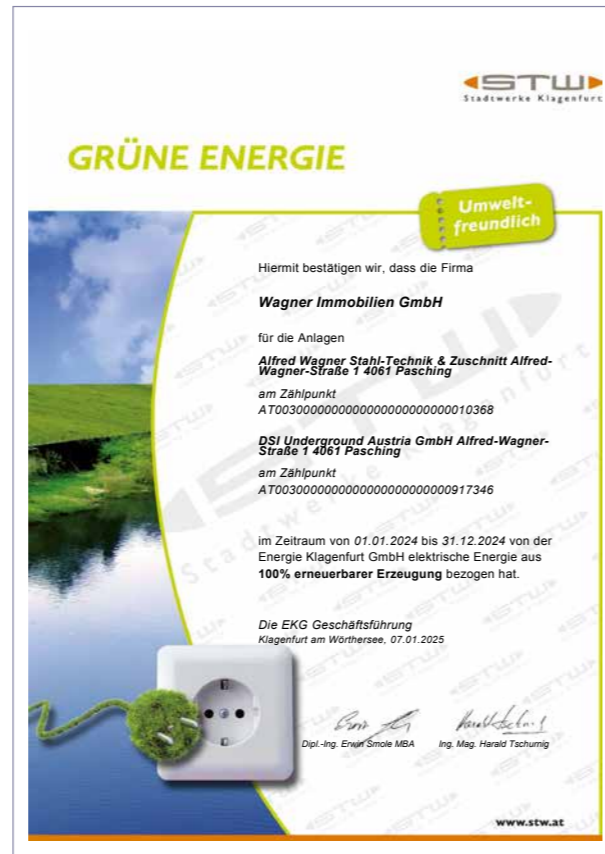 STW
Stadtwerke Klagenfurt
GRÜNE ENERGIE
Umwelt-
freundlich
Hiermit bestätigen wir, dass die Firma
Wagner Immobilien GmbH
für die Anlagen
Alfred Wagner Stahl-Technik & Zuschnitt Alfred-
Wagner-Straße 1 4061 Pasching
am Zählpunkt
AT0030000000000000000000000010368
DSI Underground Austria GmbH Alfred-Wagner-
Straße 1 4061 Pasching
am Zählpunkt
AT0030000000000000000000000917346
im Zeitraum von 01.01.2024 bis 31.12.2024 von der
Energie Klagenfurt GmbH elektrische Energie aus
100% erneuerbarer Erzeugung bezogen hat.
Die EKG Geschäftsführung
Klagenfurt am Wörthersee, 07.01.2025
Dipl.-Ing. Erwin Smole MBA Ing. Mag. Harald Tschurnig
www.stw.at